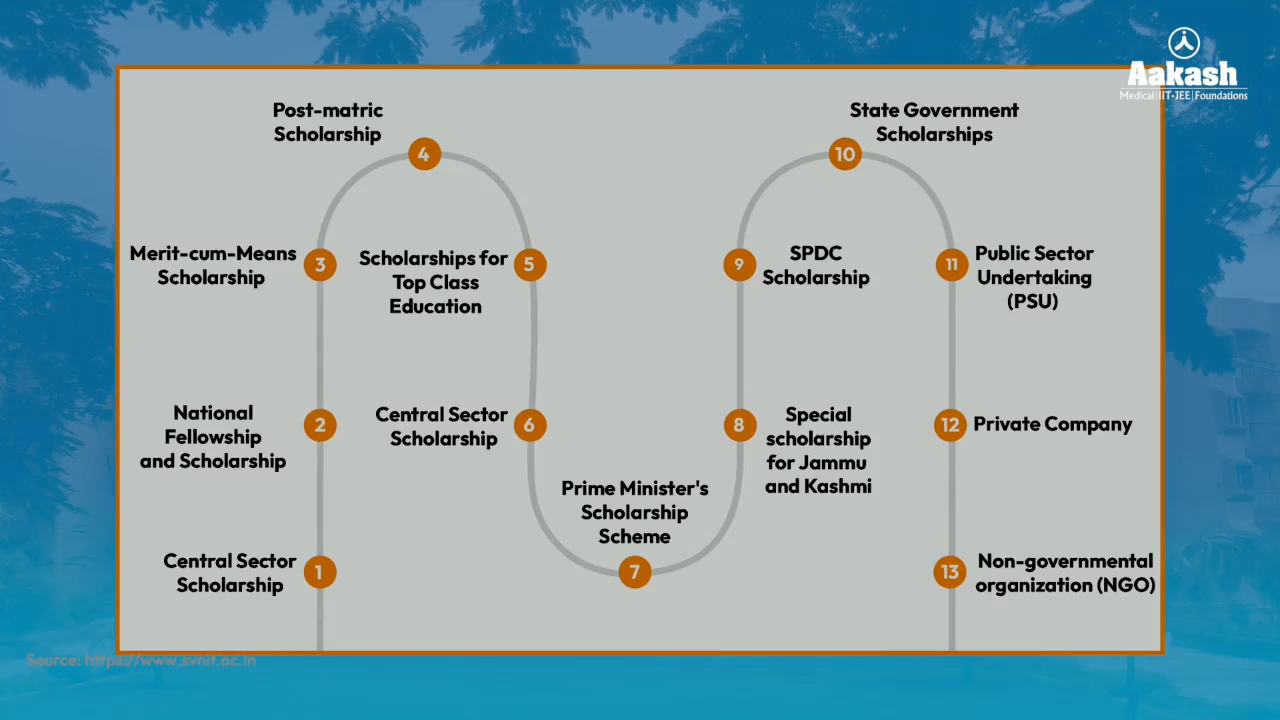 Aakash
Medical|IIT-JEE|Foundations
Post-matric
Scholarship
4
State Government
Scholarships
10
Merit-cum-Means
Scholarship
3
Scholarships for
Top Class
Education
5
9
SPDC
Scholarship
11
Public Sector
Undertaking
(PSU)
National
Fellowship
and Scholarship
2
Central Sector
Scholarship
6
8
Special
scholarship
for Jammu
and Kashmi
12
Private Company
Prime Minister's
Scholarship
Scheme
7
Central Sector
Scholarship
1
13
Non-governmental
organization (NGO)
Source: https://www.svnit.ac.in